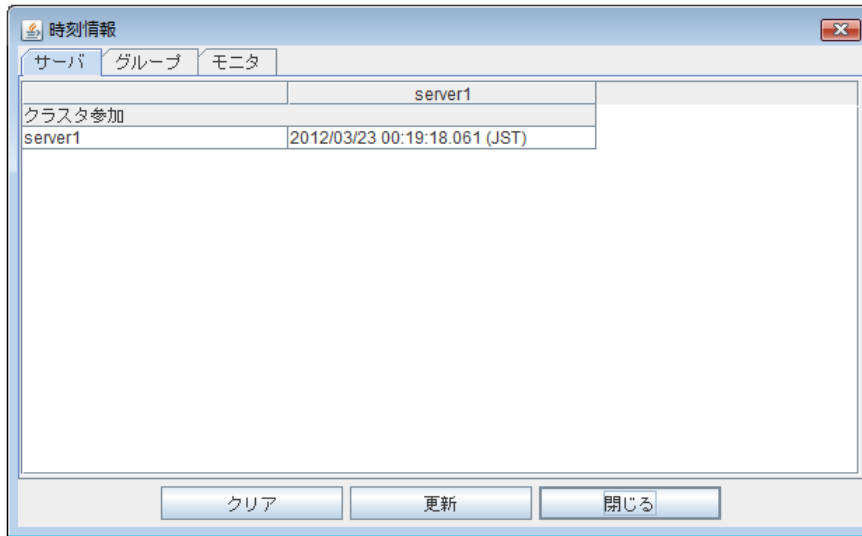 時刻情報
サーバ グループ モニタ
server1
クラスタ参加
server1 2012/03/23 00:19:18.061 (JST)
クリア 更新 閉じる